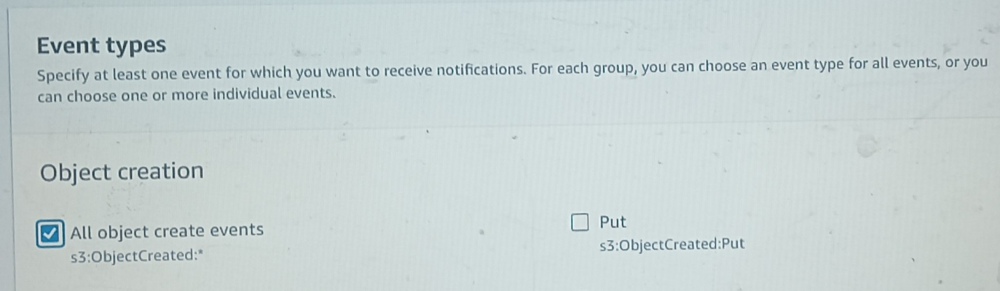 Event types
Specify at least one event for which you want to receive notifications. For each group, you can choose an event type for all events, or you
can choose one or more individual events.
Object creation
All object create events
s3:ObjectCreated:*
Put
s3:ObjectCreated:Put